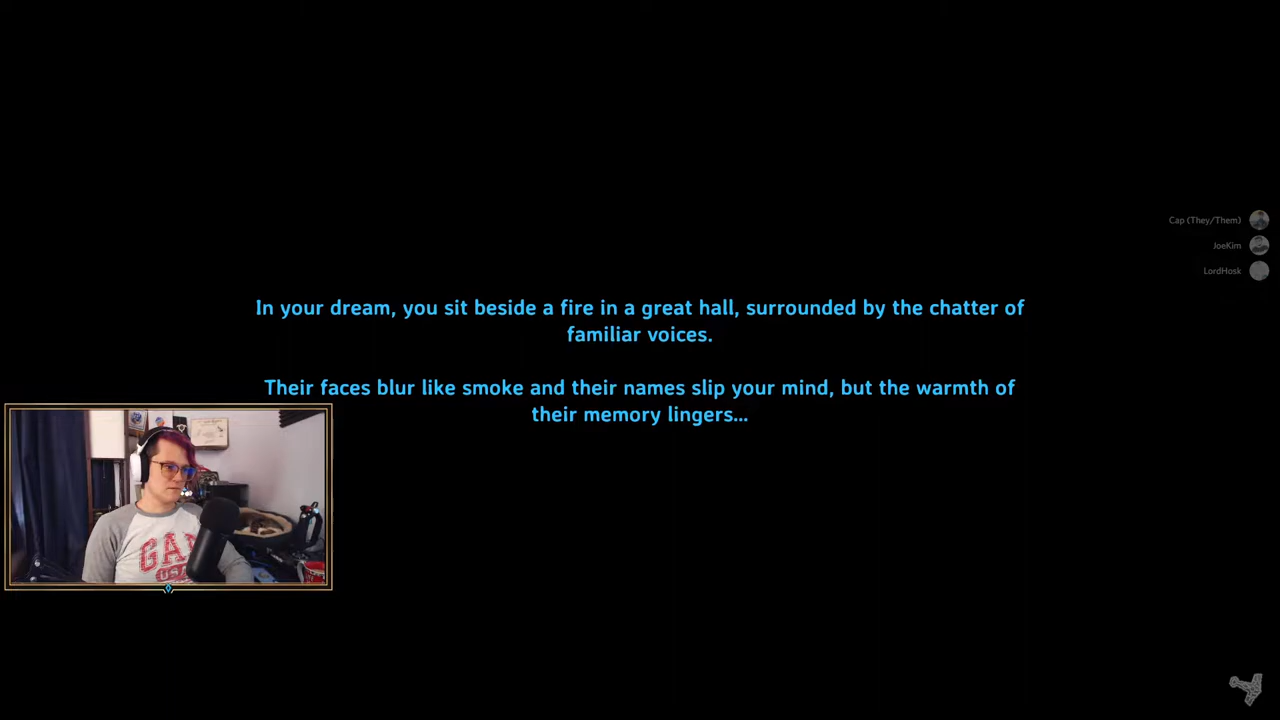 Cap (They/Them)
JoeKim
LordHosk
In your dream, you sit beside a fire in a great hall, surrounded by the chatter of
familiar voices.
Their faces blur like smoke and their names slip your mind, but the warmth of
their memory lingers...
GAP